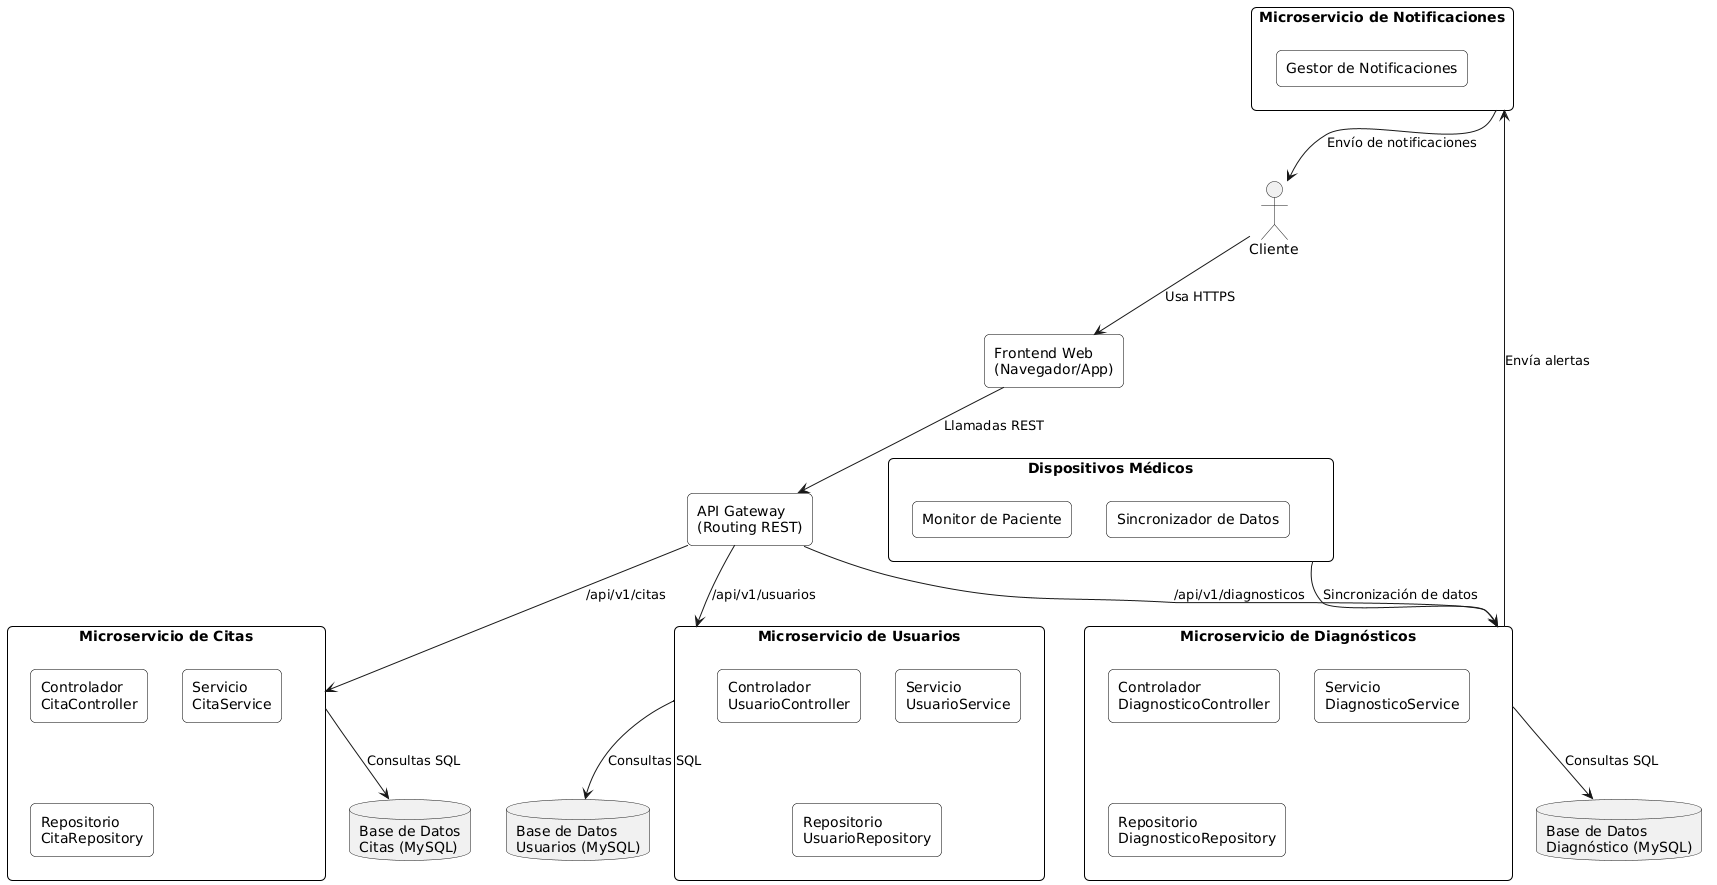 Microservicio de Notificaciones
Gestor de Notificaciones
Envío de notificaciones
Cliente
Usa HTTPS
Frontend Web
(Navegador/App)
Envía alertas
Llamadas REST
Dispositivos Médicos
Monitor de Paciente
Sincronizador de Datos
API Gateway
(Routing REST)
/api/v1/citas
/api/v1/usuarios
/api/v1/diagnosticos
Sincronización de datos
Microservicio de Citas
Controlador
CitaController
Servicio
CitaService
Repositorio
CitaRepository
Consultas SQL
Base de Datos
Citas (MySQL)
Microservicio de Usuarios
Controlador
UsuarioController
Servicio
UsuarioService
Repositorio
UsuarioRepository
Consultas SQL
Base de Datos
Usuarios (MySQL)
Microservicio de Diagnósticos
Controlador
DiagnosticoController
Servicio
DiagnosticoService
Repositorio
DiagnosticoRepository
Consultas SQL
Base de Datos
Diagnóstico (MySQL)